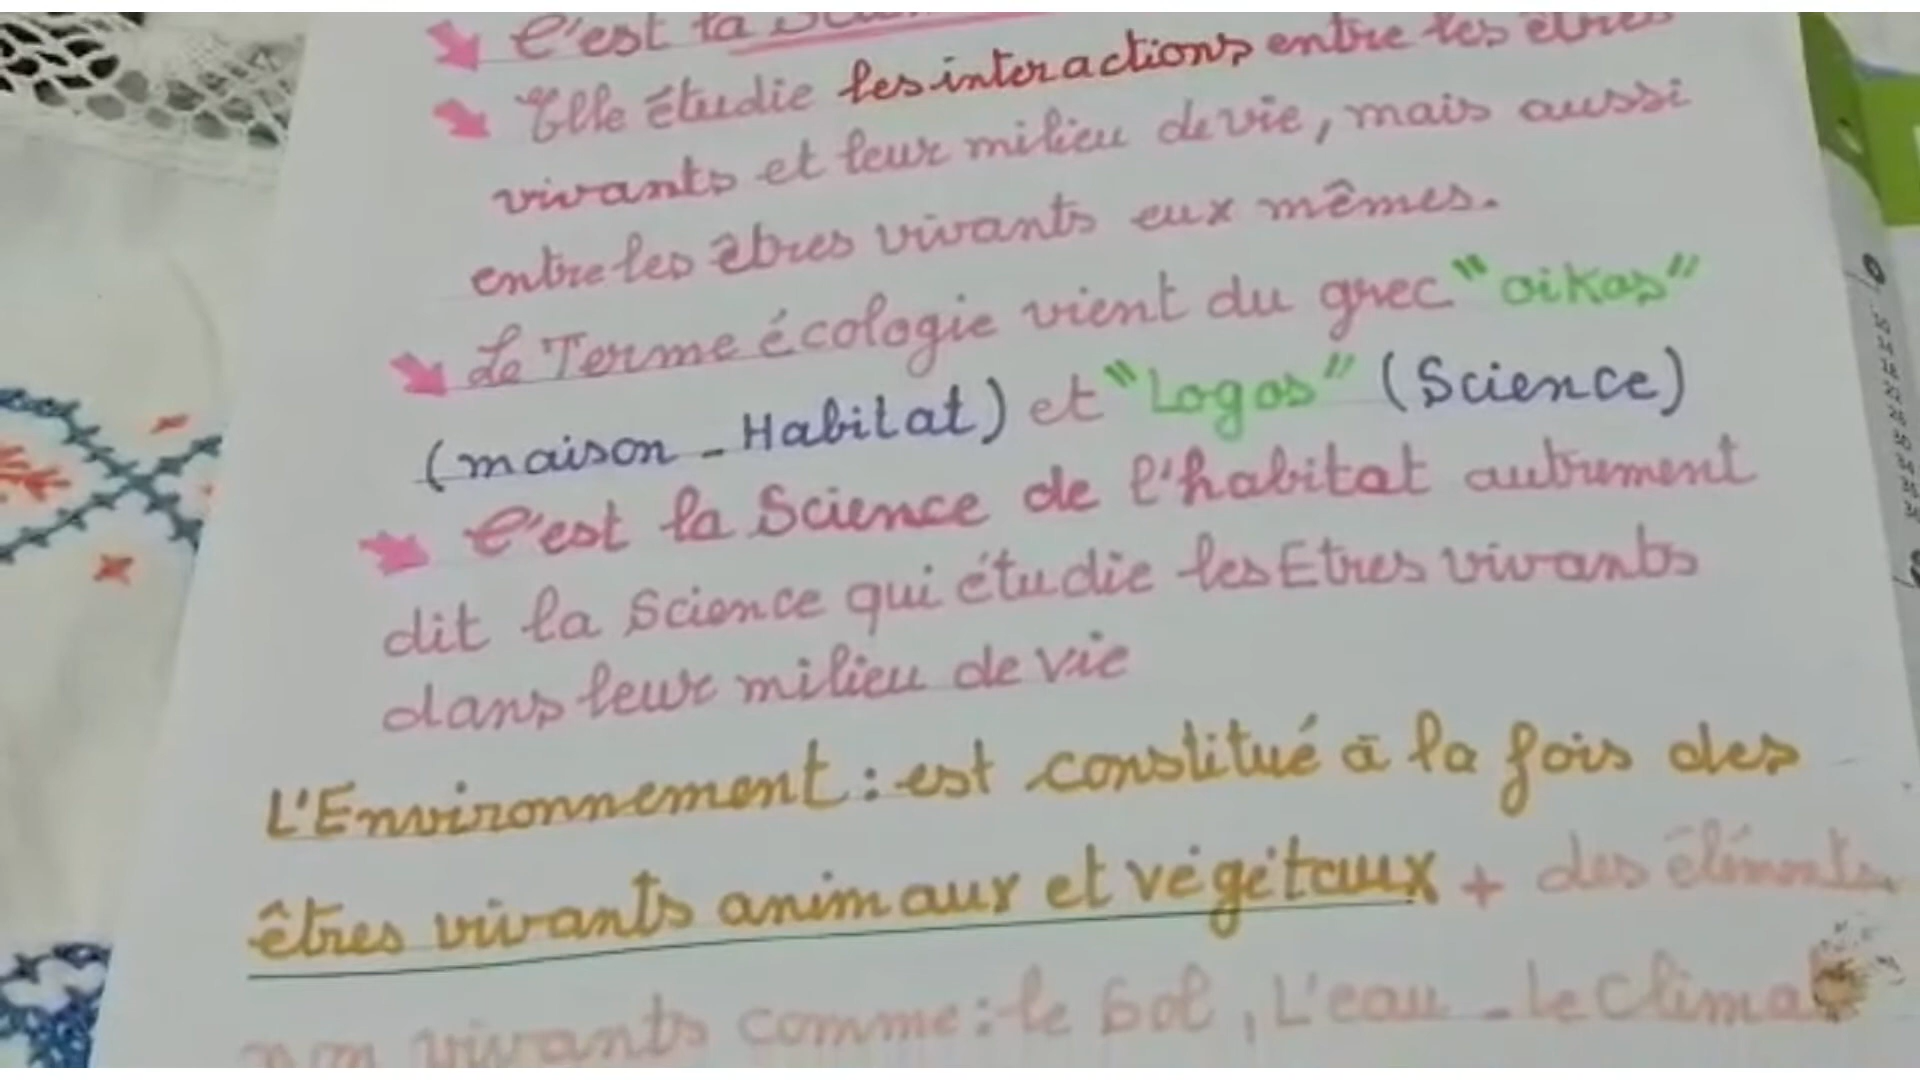 C'est la
Elle étudie les interactions entre les êtres
vivants et leur milieu de vie, mais aussi
entre les êtres vivants eux mêmes.
Le Terme écologie vient du grec "oikas"
(maison - Habitat) et "Logos" (Science)
C'est la Science de l'habitat autrement
dit la Science qui étudie les Etres vivants
dans leur milieu de vie
L'Environnement : est constitué à la fois des
êtres vivants animaux et végétaux + des éléments
non vivants comme : le sol, L'eau - Le Climat